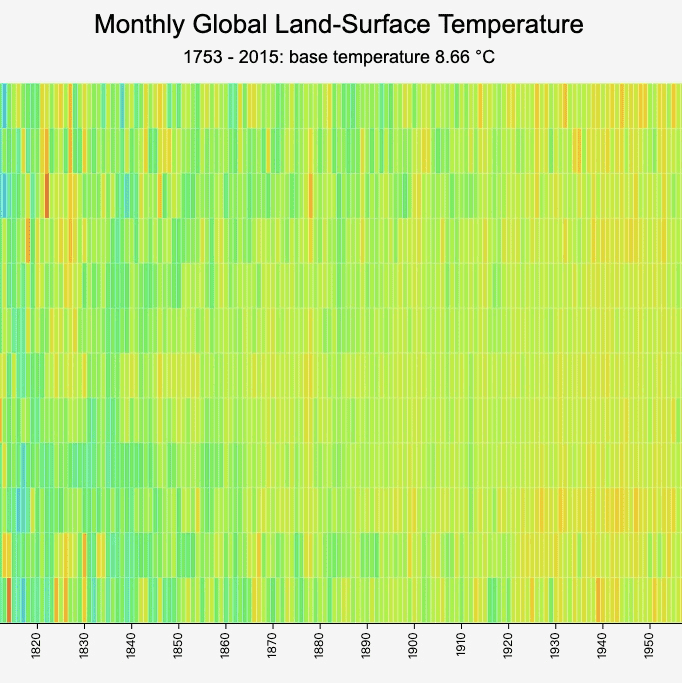 Monthly Global Land-Surface Temperature
1753 - 2015: base temperature 8.66 °C
1820 1830 1840 1850 1860 1870 1880 1890 1900 1910 1920 1930 1940 1950